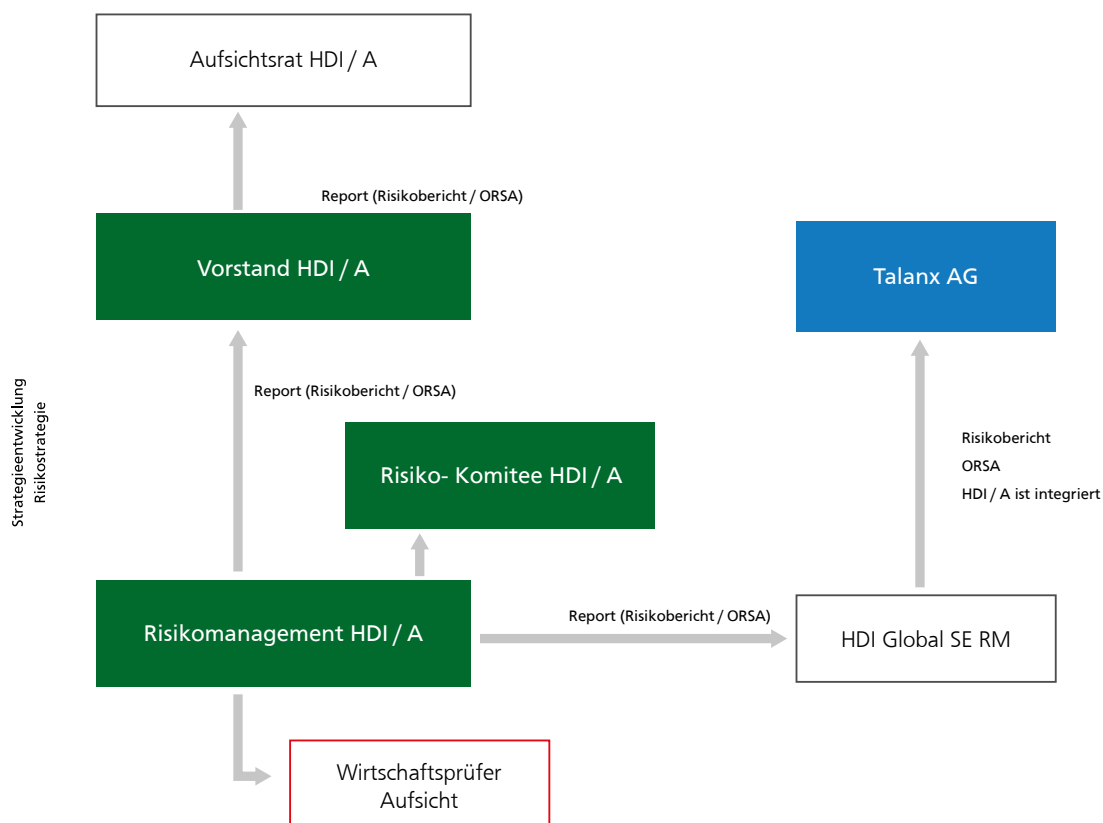 Aufsichtsrat HDI / A
Report (Risikobericht / ORSA)
Vorstand HDI / A
Talanx AG
Report (Risikobericht / ORSA)
Strategieentwicklung
Risikostrategie
Risiko- Komitee HDI / A
Risikobericht
ORSA
HDI / A ist integriert
Risikomanagement HDI / A
Report (Risikobericht / ORSA)
HDI Global SE RM
Wirtschaftsprüfer
Aufsicht